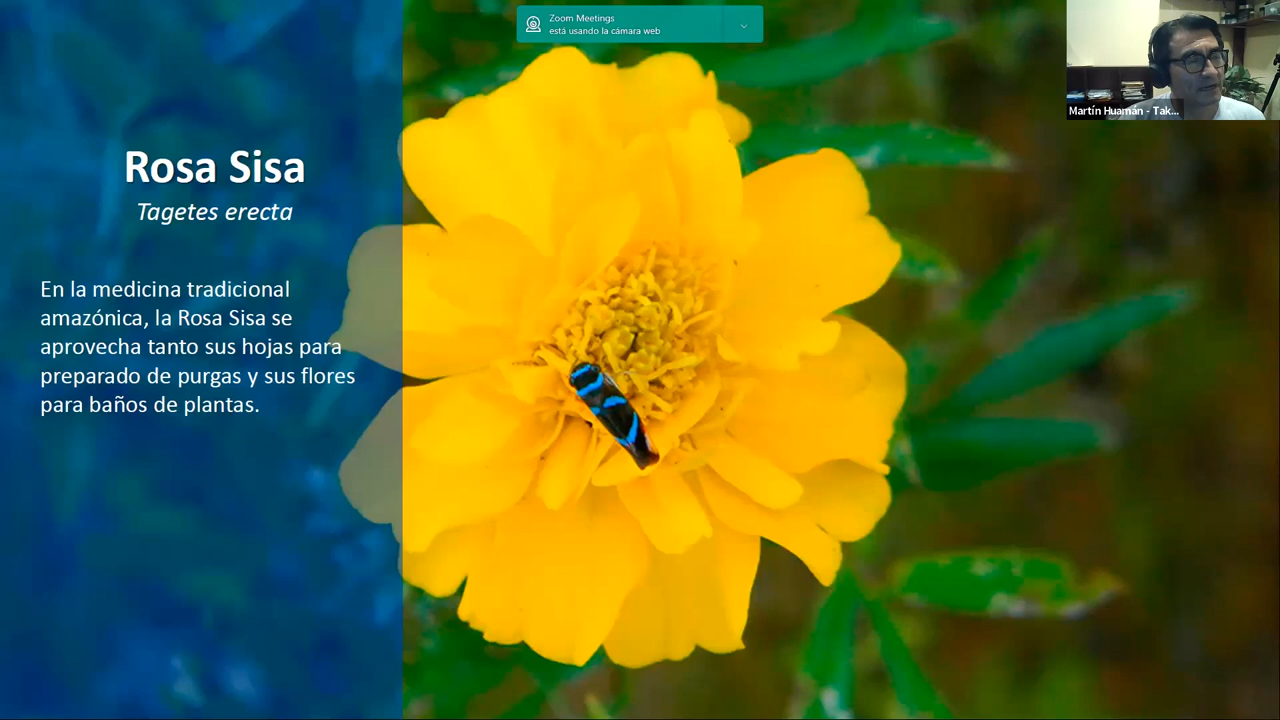 Zoom Meetings
está usando la cámara web
Martín Huamán - Tak...
Rosa Sisa
Tagetes erecta
En la medicina tradicional
amazónica, la Rosa Sisa se
aprovecha tanto sus hojas para
preparado de purgas y sus flores
para baños de plantas.